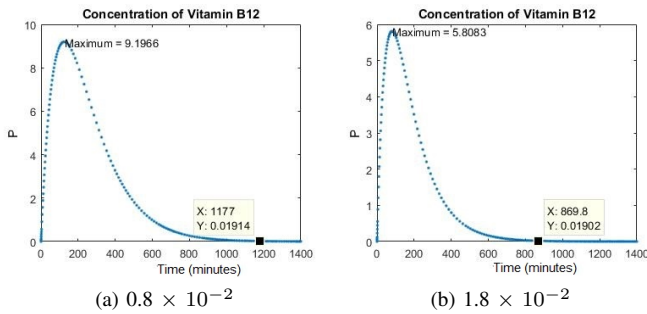 Concentration of Vitamin B12
10
8
6
4
2
0
P
Maximum = 9.1966
X: 1177
Y: 0.01914
0 200 400 600 800 1000 1200 1400
Time (minutes)
(a) 0.8 × 10⁻²
Concentration of Vitamin B12
6
5
4
3
2
1
0
P
Maximum = 5.8083
X: 869.8
Y: 0.01902
0 200 400 600 800 1000 1200 1400
Time (minutes)
(b) 1.8 × 10⁻²